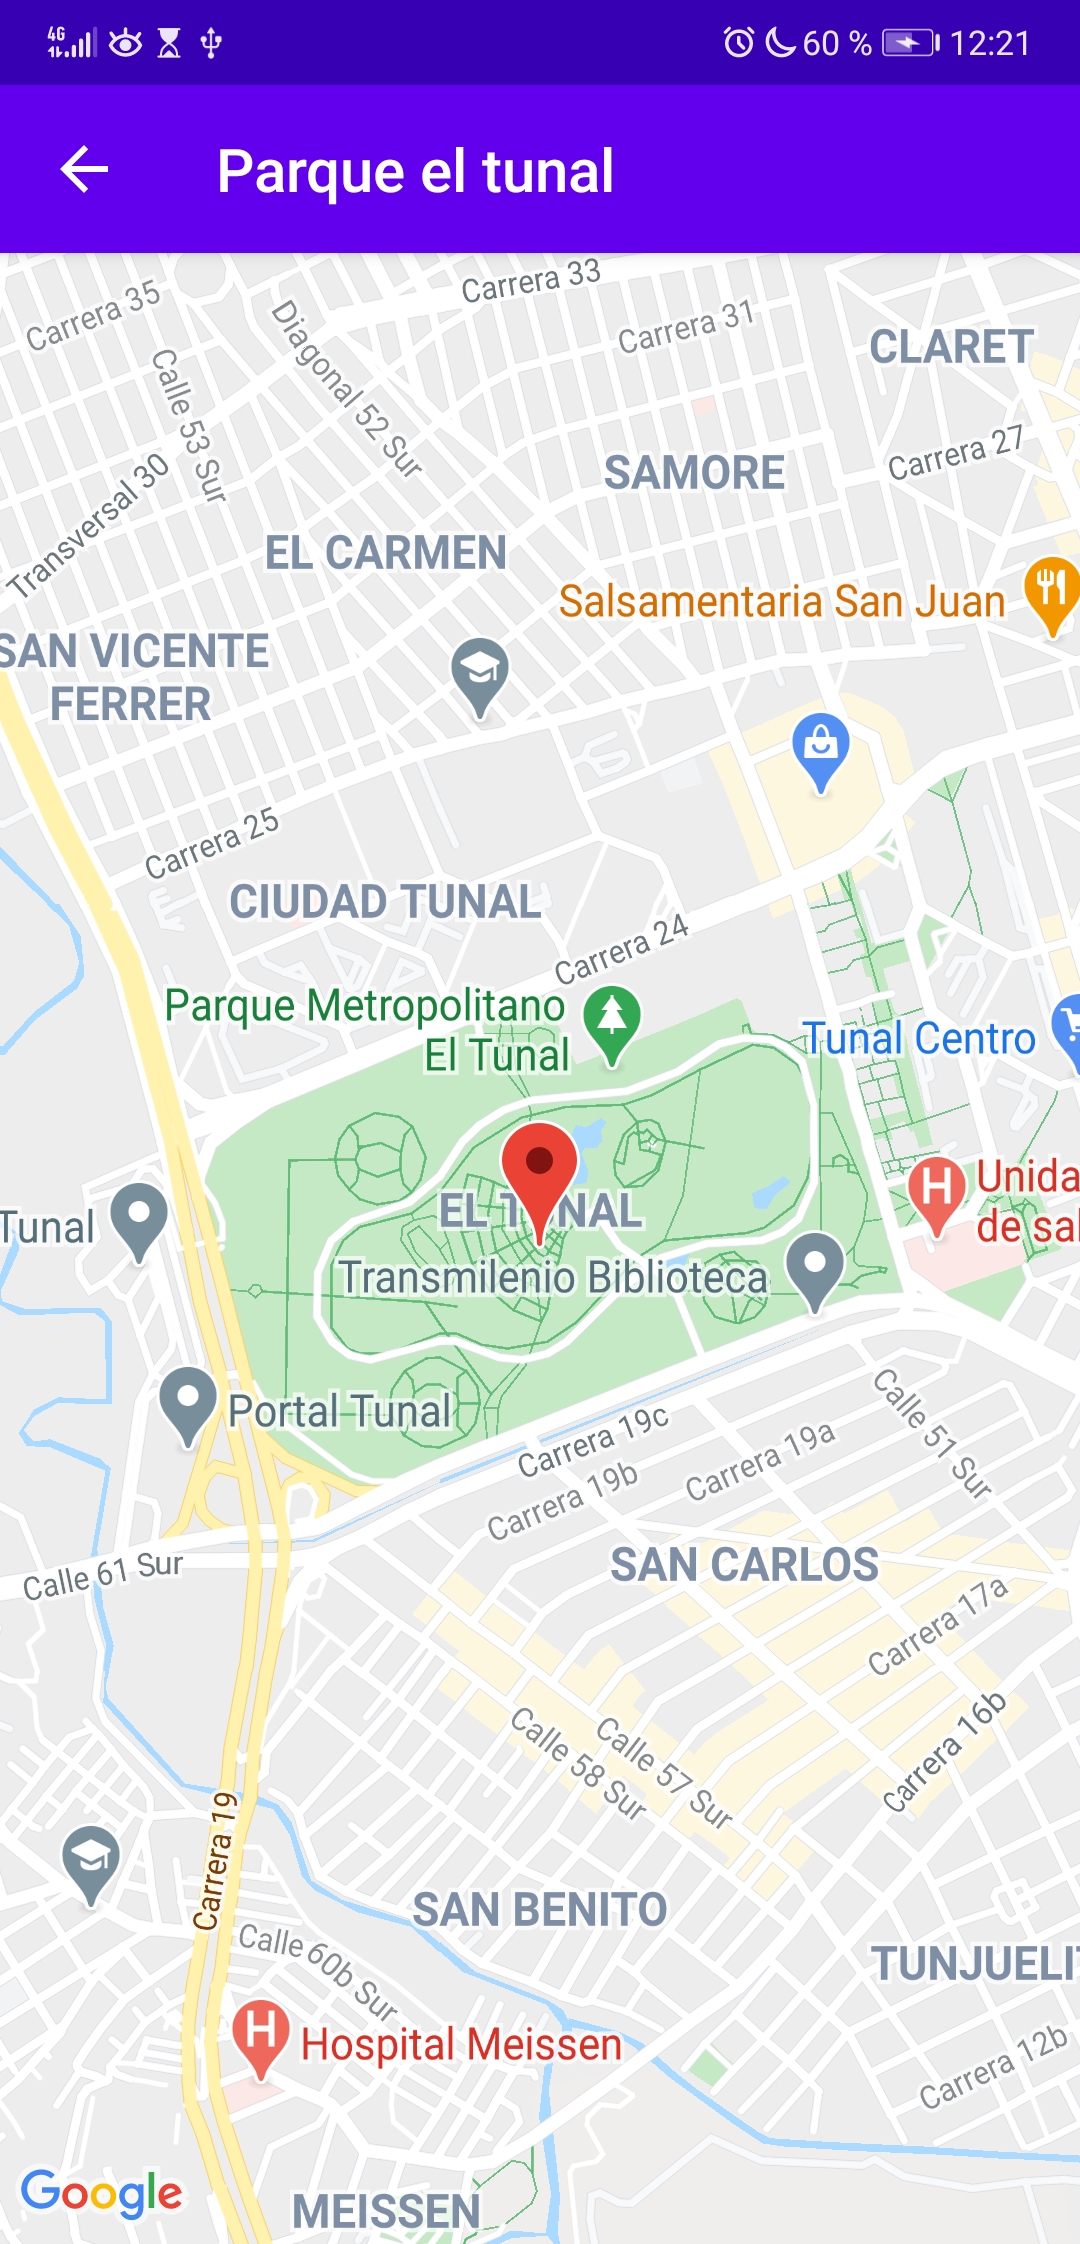 4G
60 %
12:21
Parque el tunal
Carrera 33
Carrera 35
Carrera 31
Diagonal 52 Sur
CLARET
Calle 53 Sur
Carrera 27
SAMORE
Transversal 30
EL CARMEN
Salsamentaria San Juan
SAN VICENTE
FERRER
Carrera 25
CIUDAD TUNAL
Carrera 24
Parque Metropolitano
El Tunal
Tunal Centro
H
Unida
de sal
EL TUNAL
Tunal
Transmilenio Biblioteca
Portal Tunal
Calle 51 Sur
Carrera 19c
Carrera 19a
Carrera 19b
Calle 61 Sur
SAN CARLOS
Carrera 17a
Carrera 16b
Calle 58 Sur
Calle 57 Sur
Carrera 19
SAN BENITO
Calle 60b Sur
TUNJUELIT
H
Hospital Meissen
Carrera 12b
Google
MEISSEN